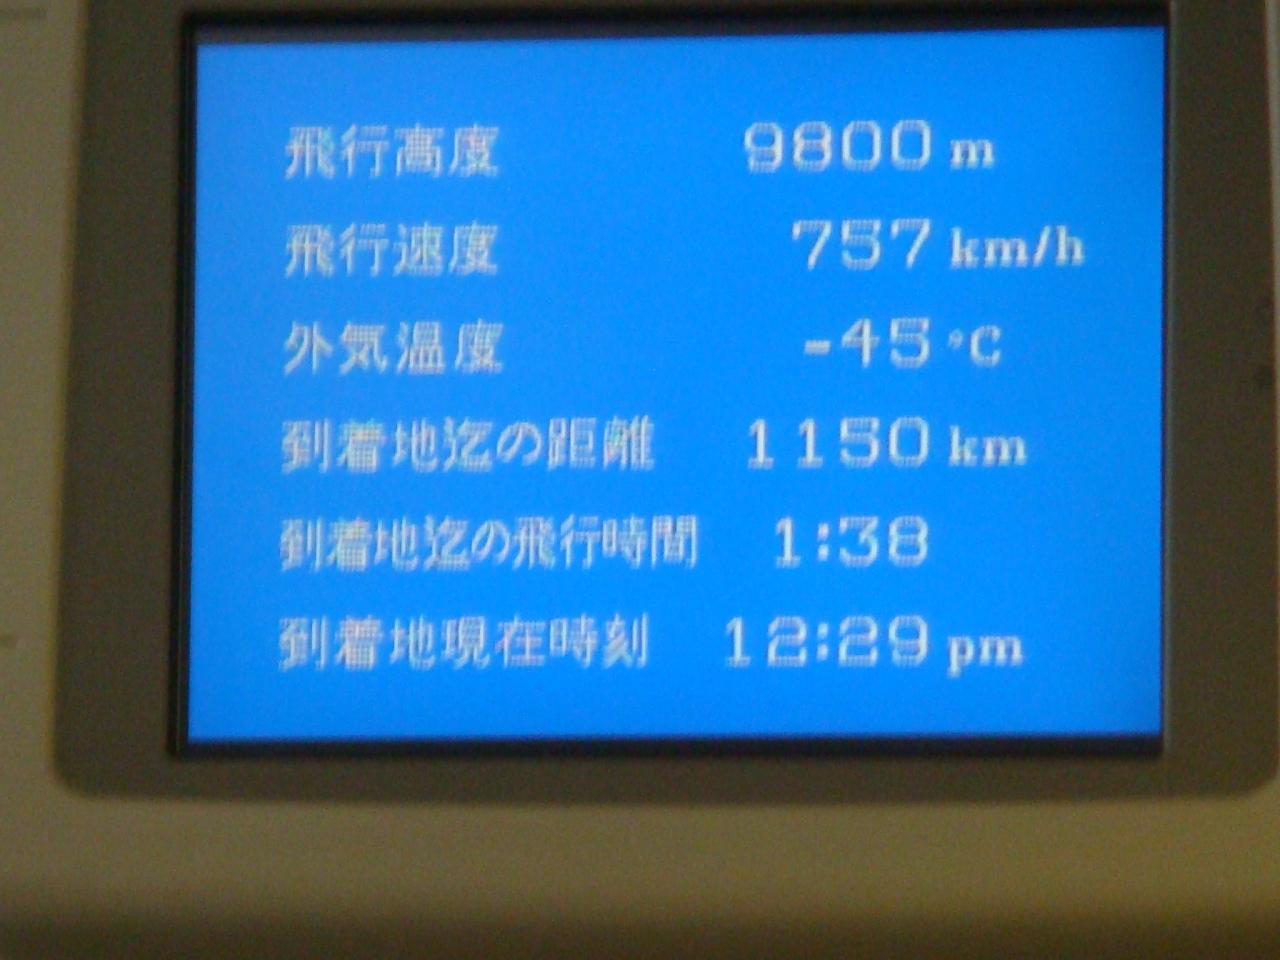 飛行高度 9800 m
飛行速度 757 km/h
外気温度 -45 °C
到着地迄の距離 1150 km
到着地迄の飛行時間 1:38
到着地現在時刻 12:29 pm